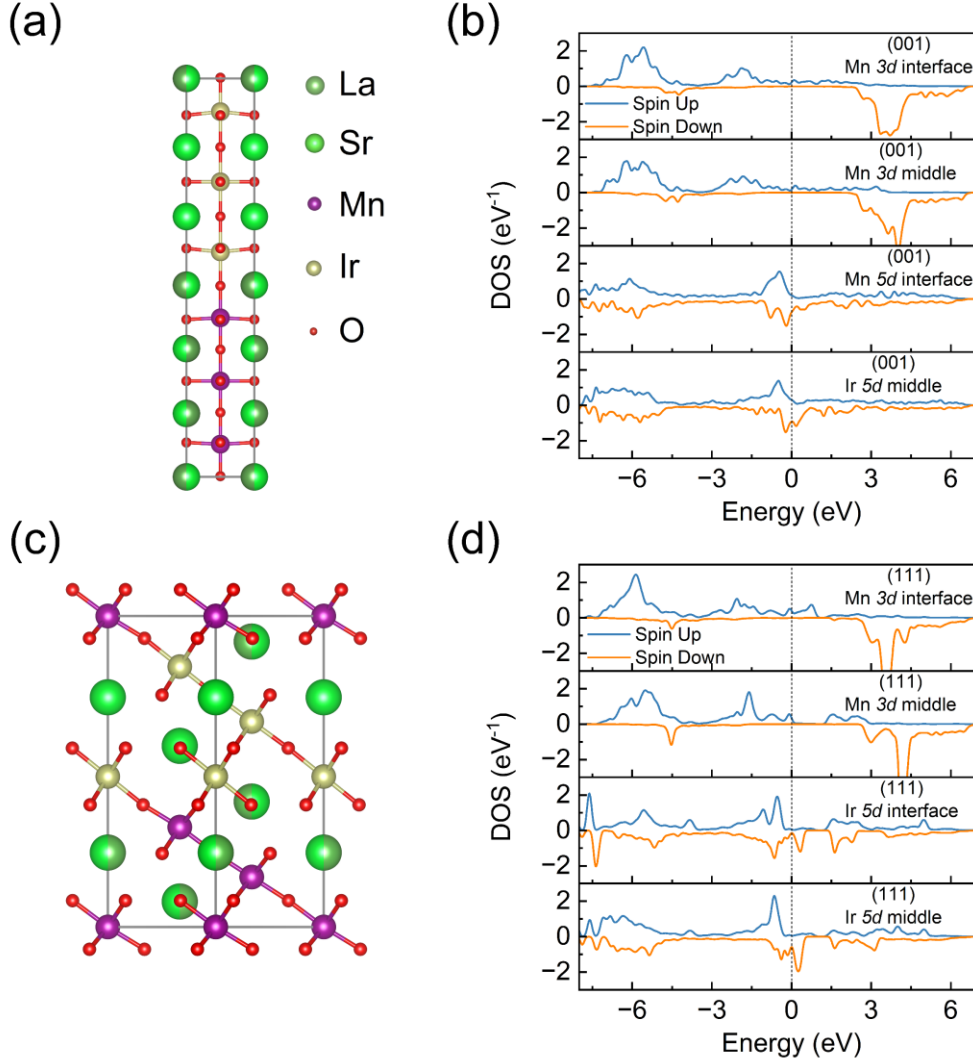 (a)
La
Sr
Mn
Ir
O
(b)
2
0
−2
(001)
Mn 3d interface
Spin Up
Spin Down
2
0
−2
(001)
Mn 3d middle
2
0
−2
(001)
Mn 5d interface
2
0
−2
(001)
Ir 5d middle
DOS (eV⁻¹)
−6
−3
0
3
6
Energy (eV)
(c)
(d)
2
0
−2
(111)
Mn 3d interface
Spin Up
Spin Down
2
0
−2
(111)
Mn 3d middle
2
0
−2
(111)
Ir 5d interface
2
0
−2
(111)
Ir 5d middle
DOS (eV⁻¹)
−6
−3
0
3
6
Energy (eV)